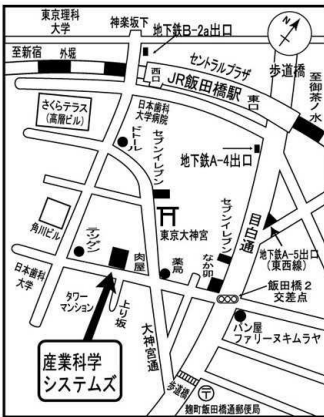 東京理科
大学
神楽坂下
地下鉄B-2a出口
N
至新宿
外堀
セントラルプラザ
西口
JR飯田橋駅
東口
歩道橋
至御茶ノ水
さくらテラス
(高層ビル)
日本歯科
大学病院
ドトール
セブンイレブン
地下鉄A-4出口
東京大神宮
セブンイレブン
目白通
地下鉄A-5出口
(東西線)
角川ビル
テンゲン
肉屋
薬局
なか卯
飯田橋2
交差点
日本歯科
大学
タワー
マンション
上り坂
大神宮通
パン屋
ファリーヌキムラヤ
産業科学
システムズ
歩道橋
麹町飯田橋通郵便局